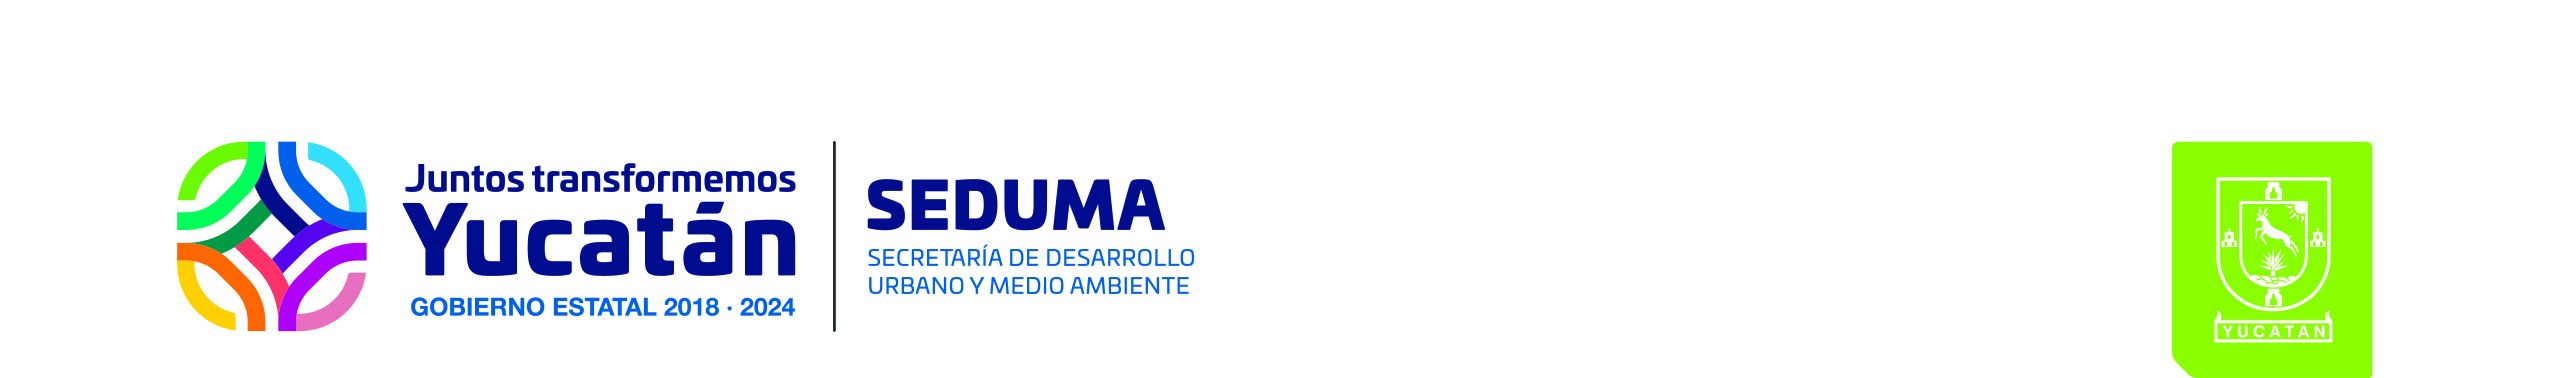 Juntos transformemos
Yucatán
GOBIERNO ESTATAL 2018 · 2024
SEDUMA
SECRETARÍA DE DESARROLLO
URBANO Y MEDIO AMBIENTE
YUCATAN